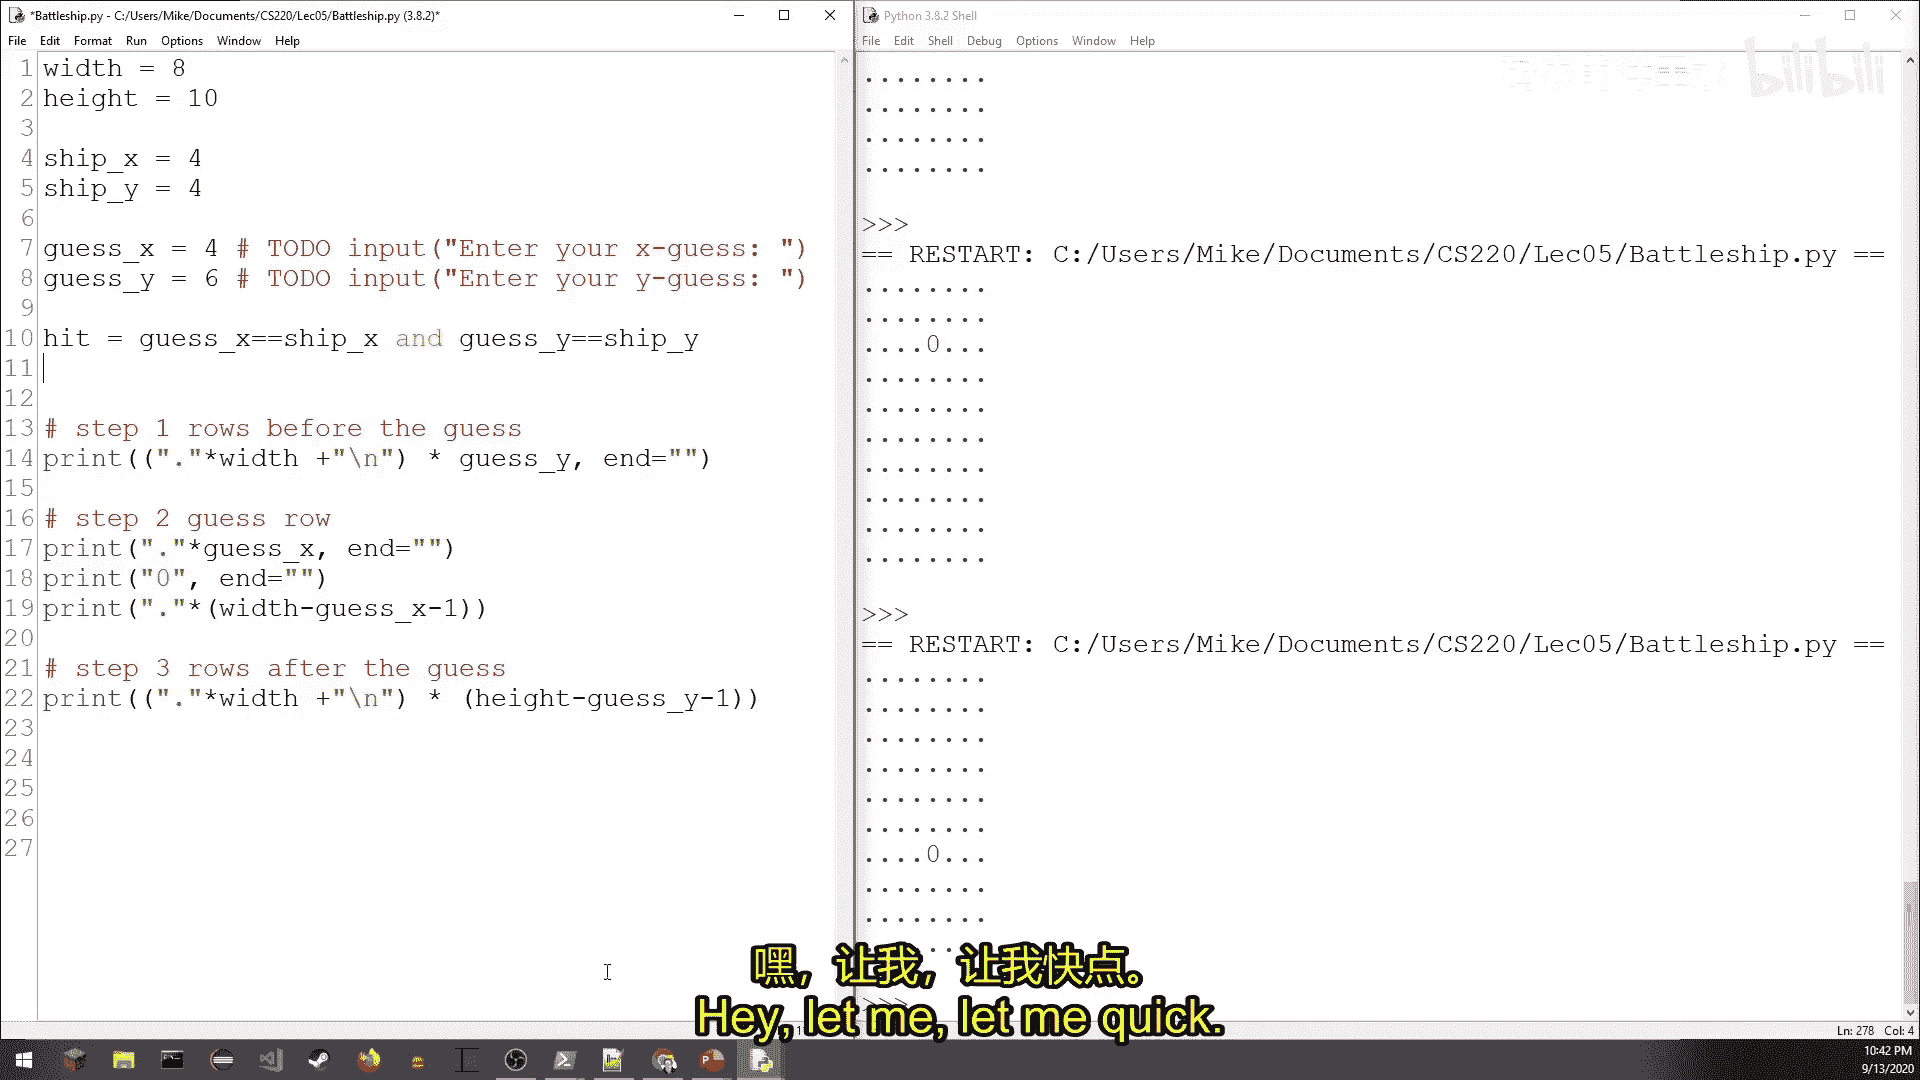 *Battleship.py - C:/Users/Mike/Documents/CS220/Lec05/Battleship.py (3.8.2)*
File Edit Format Run Options Window Help
1 width = 8
2 height = 10
3
4 ship_x = 4
5 ship_y = 4
6
7 guess_x = 4 # TODO input("Enter your x-guess: ")
8 guess_y = 6 # TODO input("Enter your y-guess: ")
9
10 hit = guess_x==ship_x and guess_y==ship_y
11
12
13 # step 1 rows before the guess
14 print(("."*width +"\n") * guess_y, end="")
15
16 # step 2 guess row
17 print("."*guess_x, end="")
18 print("0", end="")
19 print("."*(width-guess_x-1))
20
21 # step 3 rows after the guess
22 print(("."*width +"\n") * (height-guess_y-1))
23
24
25
26
27
Python 3.8.2 Shell
File Edit Shell Debug Options Window Help
bilibili
........
........
........
........
>>>
== RESTART: C:/Users/Mike/Documents/CS220/Lec05/Battleship.py ==
........
........
....0...
........
........
........
........
........
........
........
>>>
== RESTART: C:/Users/Mike/Documents/CS220/Lec05/Battleship.py ==
........
........
........
........
........
........
....0...
........
........
>>>
嘿，让我，让我快点。
Hey, let me, let me quick.
Ln: 278 Col: 4
10:42 PM
9/13/2020